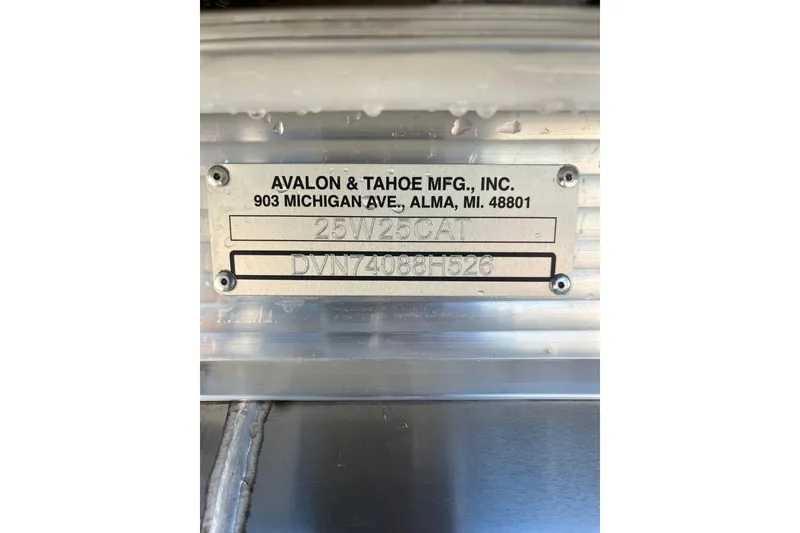 AVALON & TAHOE MFG., INC.
903 MICHIGAN AVE., ALMA, MI. 48801
25W25CAT
DVN74088H526